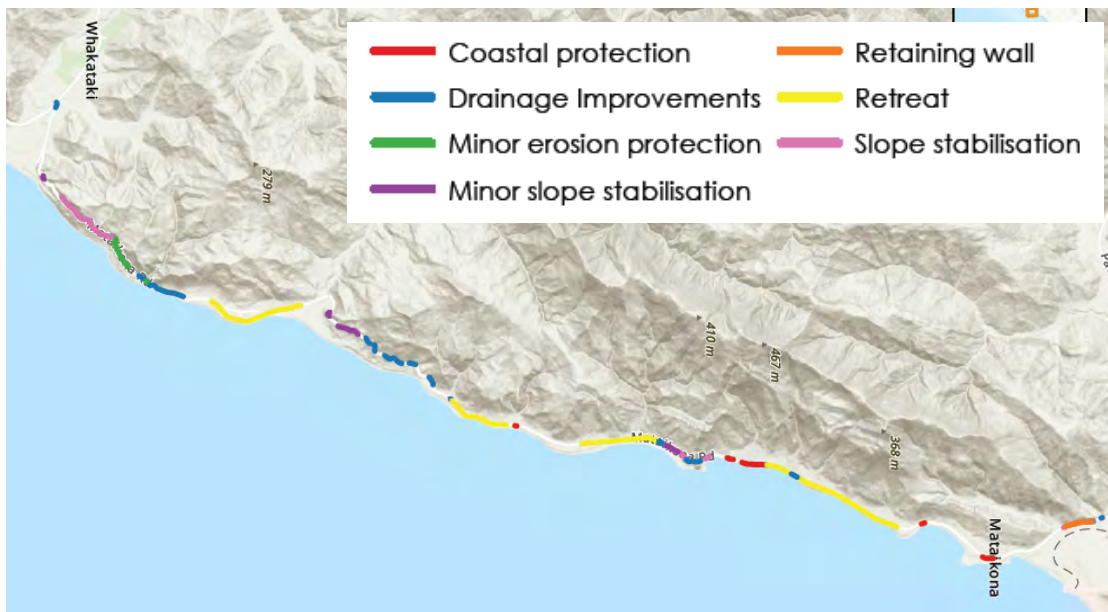 Whakataki
Coastal protection
Retaining wall
Drainage Improvements
Retreat
Minor erosion protection
Slope stabilisation
Minor slope stabilisation
279 m
410 m
467 m
368 m
Rd
Mataikona